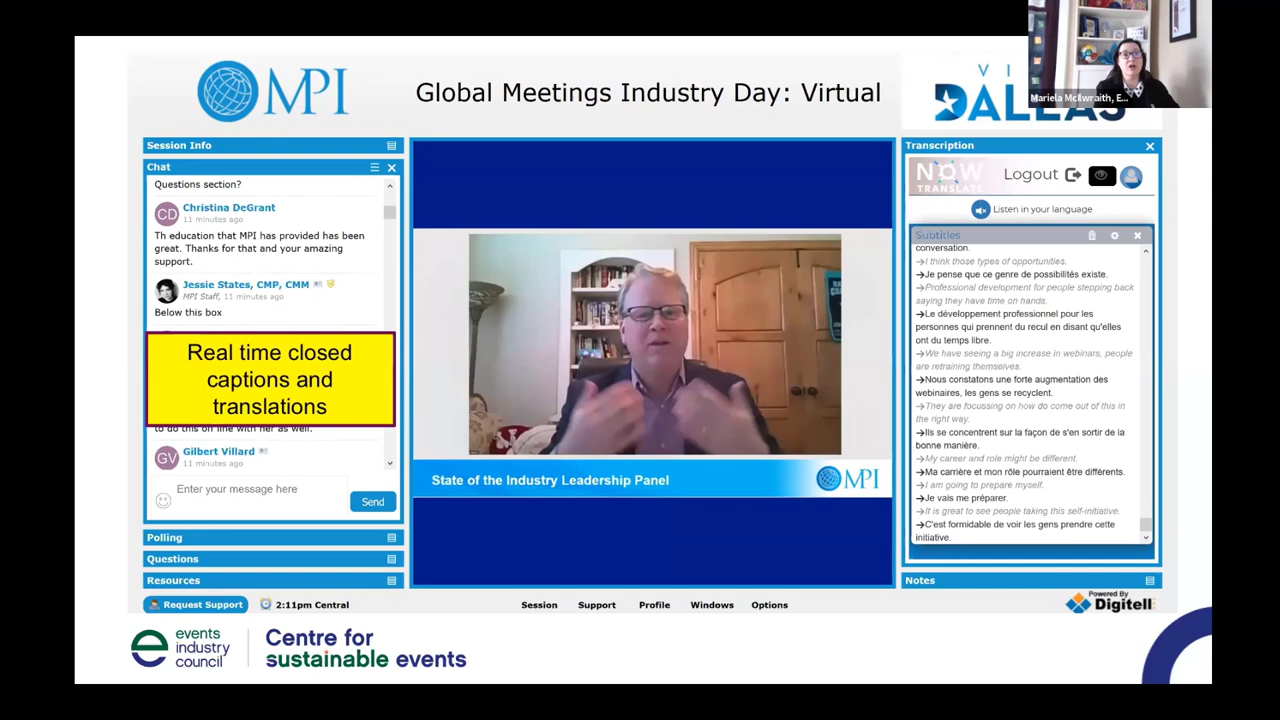 MPI
Global Meetings Industry Day: Virtual
VI
DALLAS
Mariela McIlwraith, E...
Session Info
Chat
Questions section?
CD
Christina DeGrant
11 minutes ago
Th education that MPI has provided has been
great. Thanks for that and your amazing
support.
Jessie States, CMP, CMM
MPI Staff, 11 minutes ago
Below this box
Real time closed
captions and
translations
to do this off line with her as well.
GV
Gilbert Villard
11 minutes ago
Enter your message here
Send
Polling
Questions
Resources
Request Support
2:11pm Central
State of the Industry Leadership Panel
MPI
Session
Support
Profile
Windows
Options
Transcription
NOW
TRANSLATE
Logout
Listen in your language
Subtitles
conversation.
→I think those types of opportunities.
→Je pense que ce genre de possibilités existe.
→Professional development for people stepping back
saying they have time on hands.
→Le développement professionnel pour les
personnes qui prennent du recul en disant qu'elles
ont du temps libre.
→We have seeing a big increase in webinars, people
are retraining themseives.
→Nous constatons une forte augmentation des
webinaires, les gens se recyclent.
→They are focussing on how do come out of this in
the right way.
→Ils se concentrent sur la façon de s'en sortir de la
bonne manière.
→My career and role might be different.
→Ma carrière et mon rôle pourraient être différents.
→I am going to prepare myself.
→Je vais me préparer.
→It is great to see people taking this self-initiative.
→C'est formidable de voir les gens prendre cette
initiative.
Notes
Powered By
Digitell
events
industry
council
Centre for
sustainable events